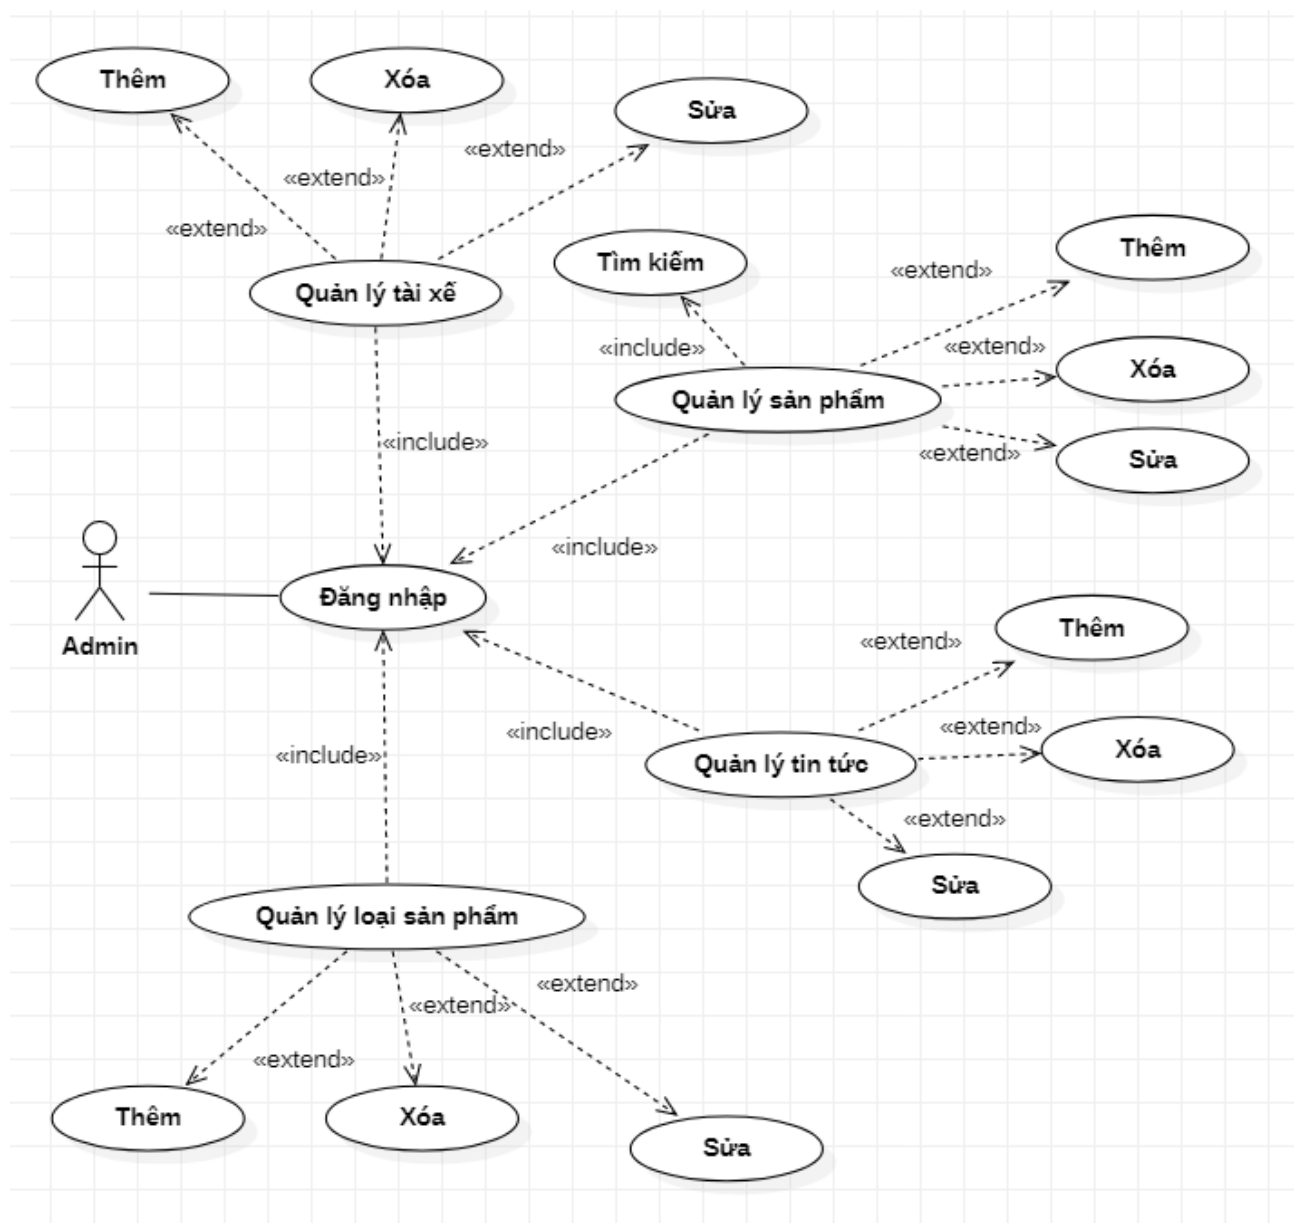 Thêm
Xóa
Sửa
«extend»
«extend»
«extend»
Quản lý tài xế
Tìm kiếm
Thêm
«extend»
«include»
«extend»
Xóa
Quản lý sản phẩm
«extend»
Sửa
«include»
«include»
Đăng nhập
Admin
Thêm
«extend»
«include»
«extend»
Xóa
Quản lý tin tức
«include»
«extend»
Sửa
Quản lý loại sản phẩm
«extend»
«extend»
«extend»
Thêm
Xóa
Sửa